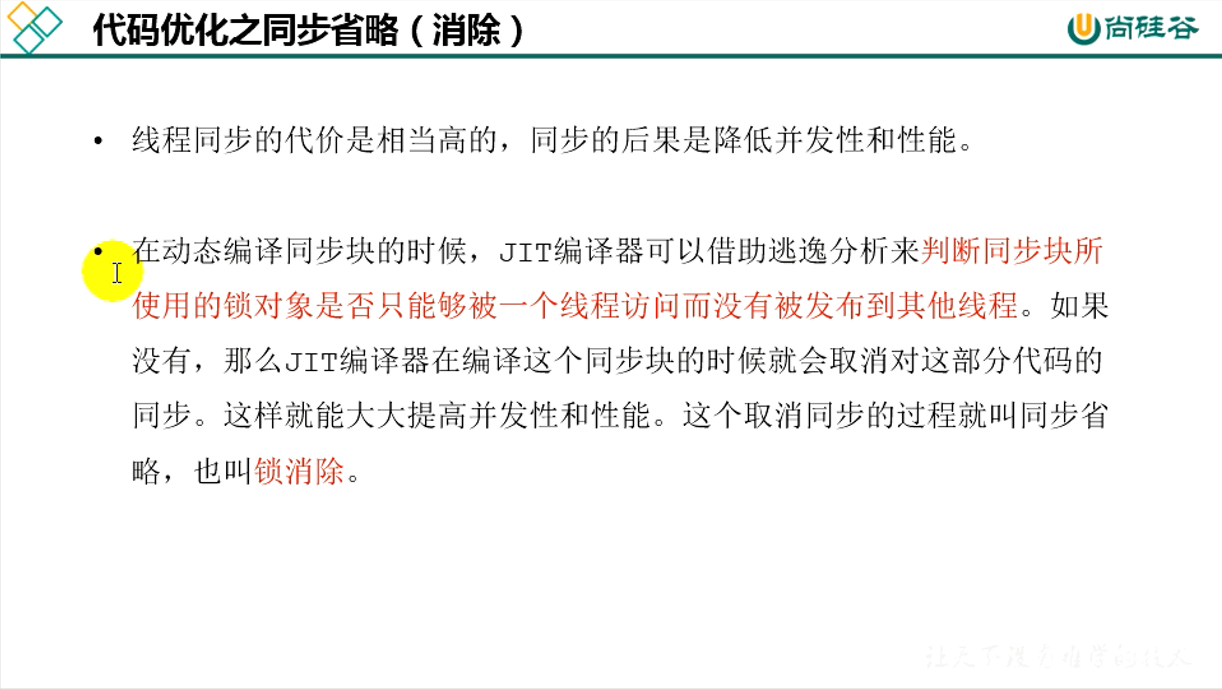 代码优化之同步省略（消除）
尚硅谷
• 线程同步的代价是相当高的，同步的后果是降低并发性和性能。
• 在动态编译同步块的时候，JIT编译器可以借助逃逸分析来判断同步块所
使用的锁对象是否只能够被一个线程访问而没有被发布到其他线程。如果
没有，那么JIT编译器在编译这个同步块的时候就会取消对这部分代码的
同步。这样就能大大提高并发性和性能。这个取消同步的过程就叫同步省
略，也叫锁消除。
让天下没有难学的技术